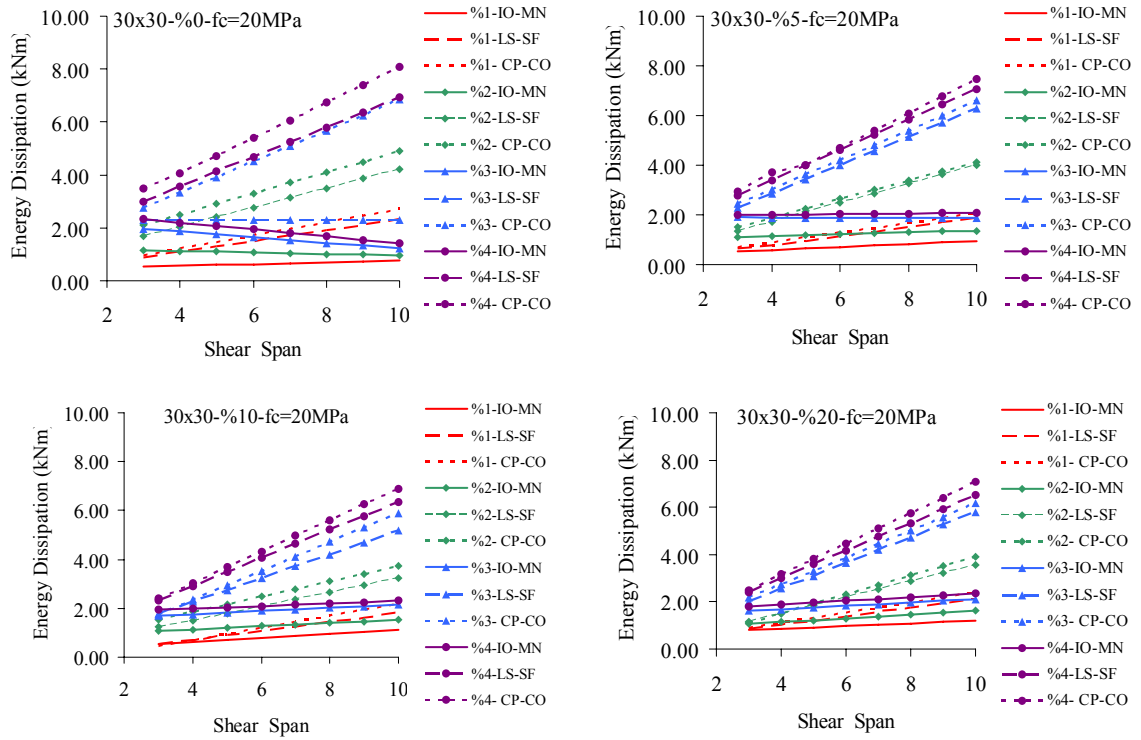 30x30-%0-fc=20MPa
Energy Dissipation (kNm)
10.00
8.00
6.00
4.00
2.00
0.00
2 4 6 8 10
Shear Span
%1-IO-MN
%1-LS-SF
%1- CP-CO
%2-IO-MN
%2-LS-SF
%2- CP-CO
%3-IO-MN
%3-LS-SF
%3- CP-CO
%4-IO-MN
%4-LS-SF
%4- CP-CO
30x30-%5-fc=20MPa
Energy Dissipation (kNm)
10.00
8.00
6.00
4.00
2.00
0.00
2 4 6 8 10
Shear Span
%1-IO-MN
%1-LS-SF
%1- CP-CO
%2-IO-MN
%2-LS-SF
%2- CP-CO
%3-IO-MN
%3-LS-SF
%3- CP-CO
%4-IO-MN
%4-LS-SF
%4- CP-CO
30x30-%10-fc=20MPa
Energy Dissipation (kNm)
10.00
8.00
6.00
4.00
2.00
0.00
2 4 6 8 10
Shear Span
%1-IO-MN
%1-LS-SF
%1- CP-CO
%2-IO-MN
%2-LS-SF
%2- CP-CO
%3-IO-MN
%3-LS-SF
%3- CP-CO
%4-IO-MN
%4-LS-SF
%4- CP-CO
30x30-%20-fc=20MPa
Energy Dissipation (kNm)
10.00
8.00
6.00
4.00
2.00
0.00
2 4 6 8 10
Shear Span
%1-IO-MN
%1-LS-SF
%1- CP-CO
%2-IO-MN
%2-LS-SF
%2- CP-CO
%3-IO-MN
%3-LS-SF
%3- CP-CO
%4-IO-MN
%4-LS-SF
%4- CP-CO